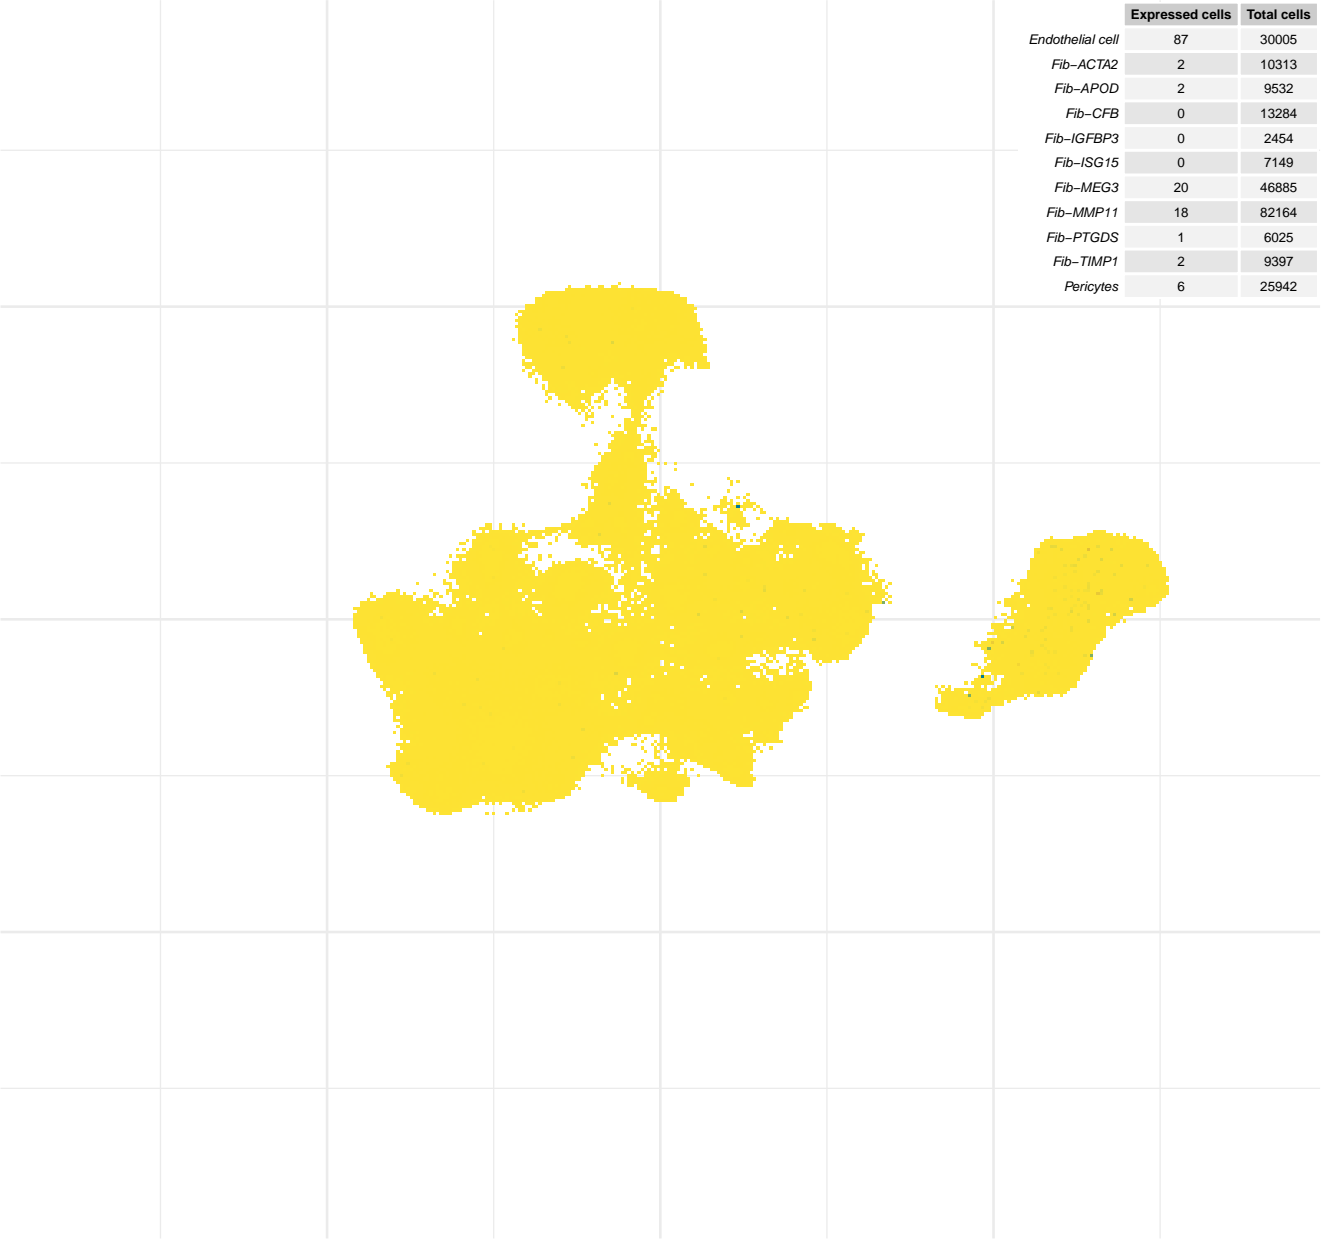 Expressed cells Total cells
Endothelial cell 87 30005
Fib−ACTA2 2 10313
Fib−APOD 2 9532
Fib−CFB 0 13284
Fib−IGFBP3 0 2454
Fib−ISG15 0 7149
Fib−MEG3 20 46885
Fib−MMP11 18 82164
Fib−PTGDS 1 6025
Fib−TIMP1 2 9397
Pericytes 6 25942